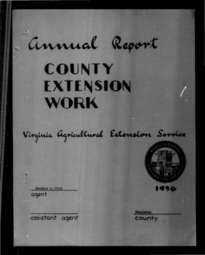 Annual Report
COUNTY
EXTENSION
WORK
Virginia Agricultural Extension Service
1956
agent
assistant agent
county